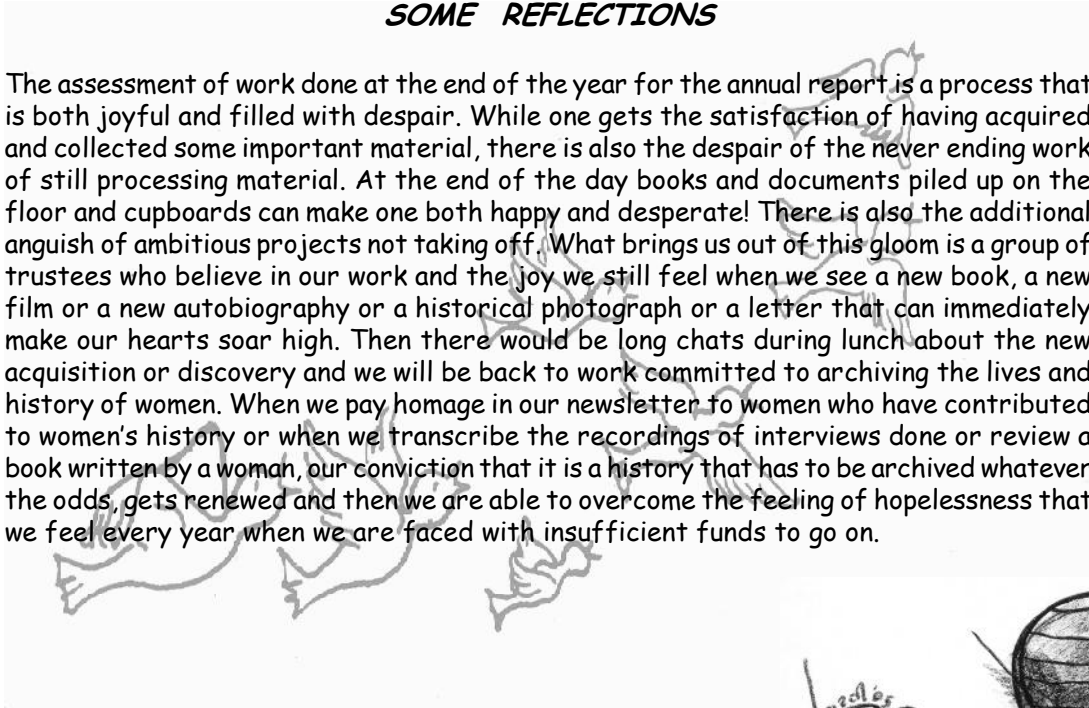 SOME REFLECTIONS
The assessment of work done at the end of the year for the annual report is a process that
is both joyful and filled with despair. While one gets the satisfaction of having acquired
and collected some important material, there is also the despair of the never ending work
of still processing material. At the end of the day books and documents piled up on the
floor and cupboards can make one both happy and desperate! There is also the additional
anguish of ambitious projects not taking off. What brings us out of this gloom is a group of
trustees who believe in our work and the joy we still feel when we see a new book, a new
film or a new autobiography or a historical photograph or a letter that can immediately
make our hearts soar high. Then there would be long chats during lunch about the new
acquisition or discovery and we will be back to work committed to archiving the lives and
history of women. When we pay homage in our newsletter to women who have contributed
to women's history or when we transcribe the recordings of interviews done or review a
book written by a woman, our conviction that it is a history that has to be archived whatever
the odds, gets renewed and then we are able to overcome the feeling of hopelessness that
we feel every year when we are faced with insufficient funds to go on.